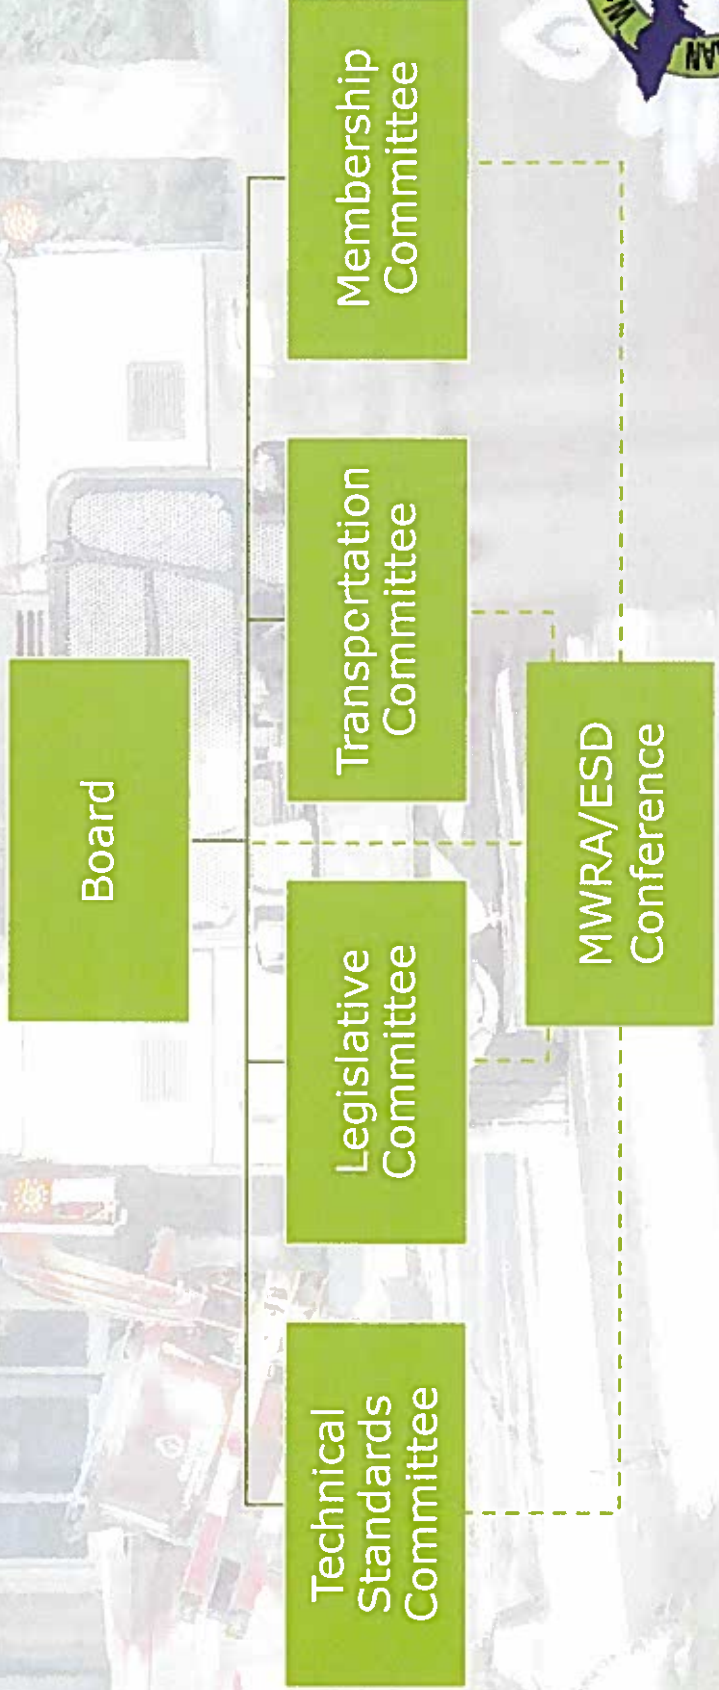 Board
Technical
Standards
Committee
Legislative
Committee
Transportation
Committee
Membership
Committee
MWRA/ESD
Conference